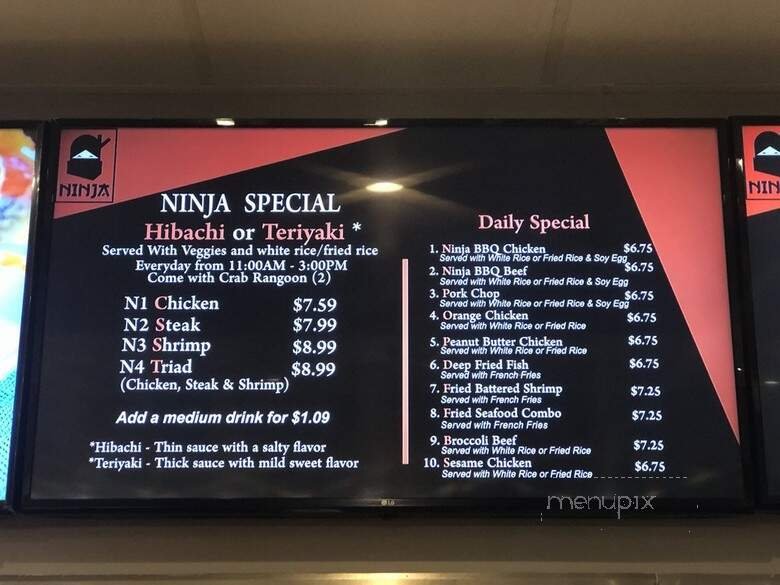 NINJA
NINJA SPECIAL
Hibachi or Teriyaki *
Served With Veggies and white rice/fried rice
Everyday from 11:00AM - 3:00PM
Come with Crab Rangoon (2)
N1 Chicken $7.59
N2 Steak $7.99
N3 Shrimp $8.99
N4 Triad $8.99
(Chicken, Steak & Shrimp)
Add a medium drink for $1.09
*Hibachi - Thin sauce with a salty flavor
*Teriyaki - Thick sauce with mild sweet flavor
Daily Special
1. Ninja BBQ Chicken $6.75
Served with White Rice or Fried Rice & Soy Egg
2. Ninja BBQ Beef $6.75
Served with White Rice or Fried Rice & Soy Egg
3. Pork Chop $6.75
Served with White Rice or Fried Rice & Soy Egg
4. Orange Chicken $6.75
Served with White Rice or Fried Rice
5. Peanut Butter Chicken $6.75
Served with White Rice or Fried Rice
6. Deep Fried Fish $6.75
Served with French Fries
7. Fried Battered Shrimp $7.25
Served with French Fries
8. Fried Seafood Combo $7.25
Served with French Fries
9. Broccoli Beef $7.25
Served with White Rice or Fried Rice
10. Sesame Chicken $6.75
Served with White Rice or Fried Rice
LG
menupix
NIN